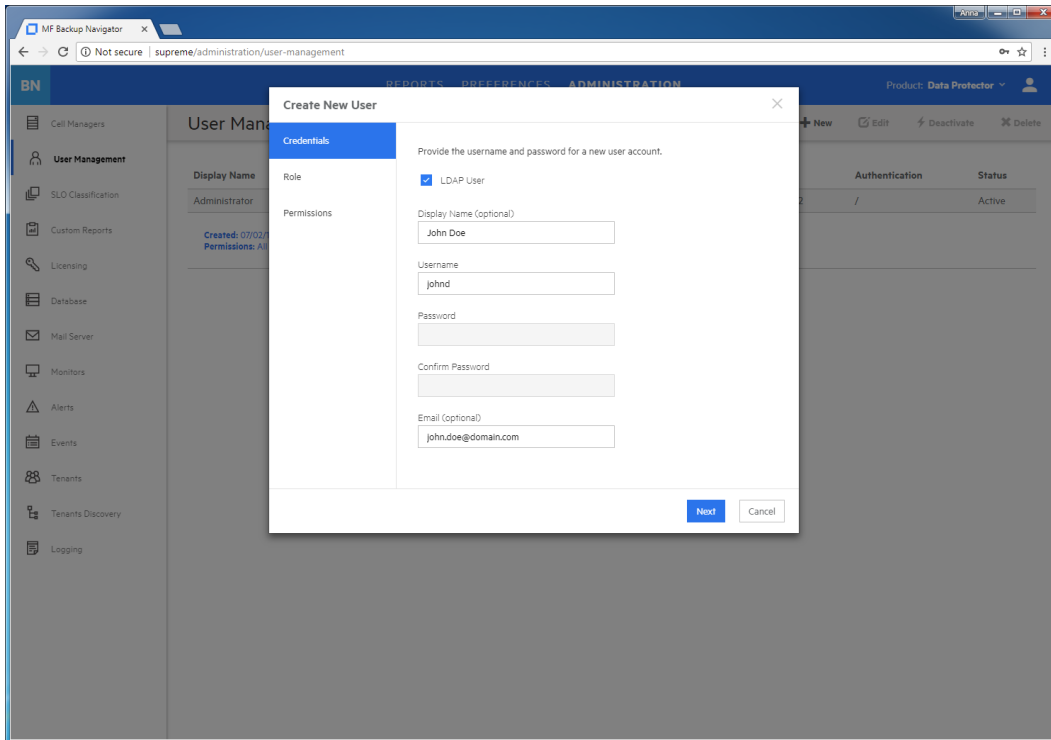 Anna
MF Backup Navigator
Not secure | supreme/administration/user-management
BN
REPORTS PREFERENCES ADMINISTRATION
Product: Data Protector
Cell Managers
User Management
SLO Classification
Custom Reports
Licensing
Database
Mail Server
Monitors
Alerts
Events
Tenants
Tenants Discovery
Logging
User Mana
New Edit Deactivate Delete
Display Name Authentication Status
Administrator 2 / Active
Created: 07/02/1
Permissions: All
Create New User
Credentials
Role
Permissions
Provide the username and password for a new user account.
LDAP User
Display Name (optional)
John Doe
Username
johnd
Password
Confirm Password
Email (optional)
john.doe@domain.com
Next Cancel